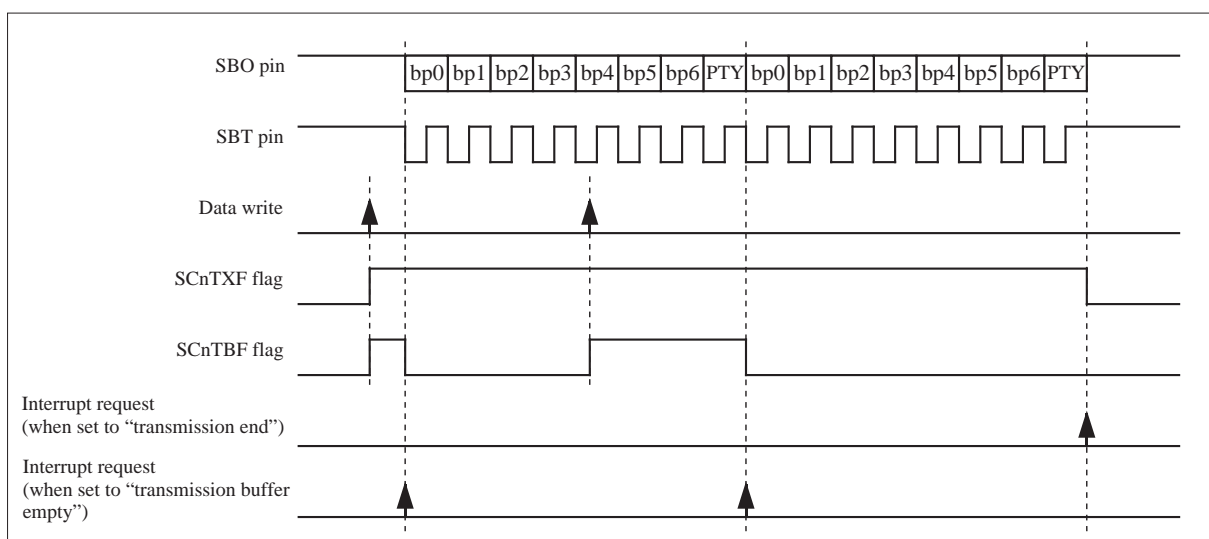 SBO pin
bp0 bp1 bp2 bp3 bp4 bp5 bp6 PTY bp0 bp1 bp2 bp3 bp4 bp5 bp6 PTY
SBT pin
Data write
SCnTXF flag
SCnTBF flag
Interrupt request
(when set to “transmission end”)
Interrupt request
(when set to “transmission buffer
empty”)